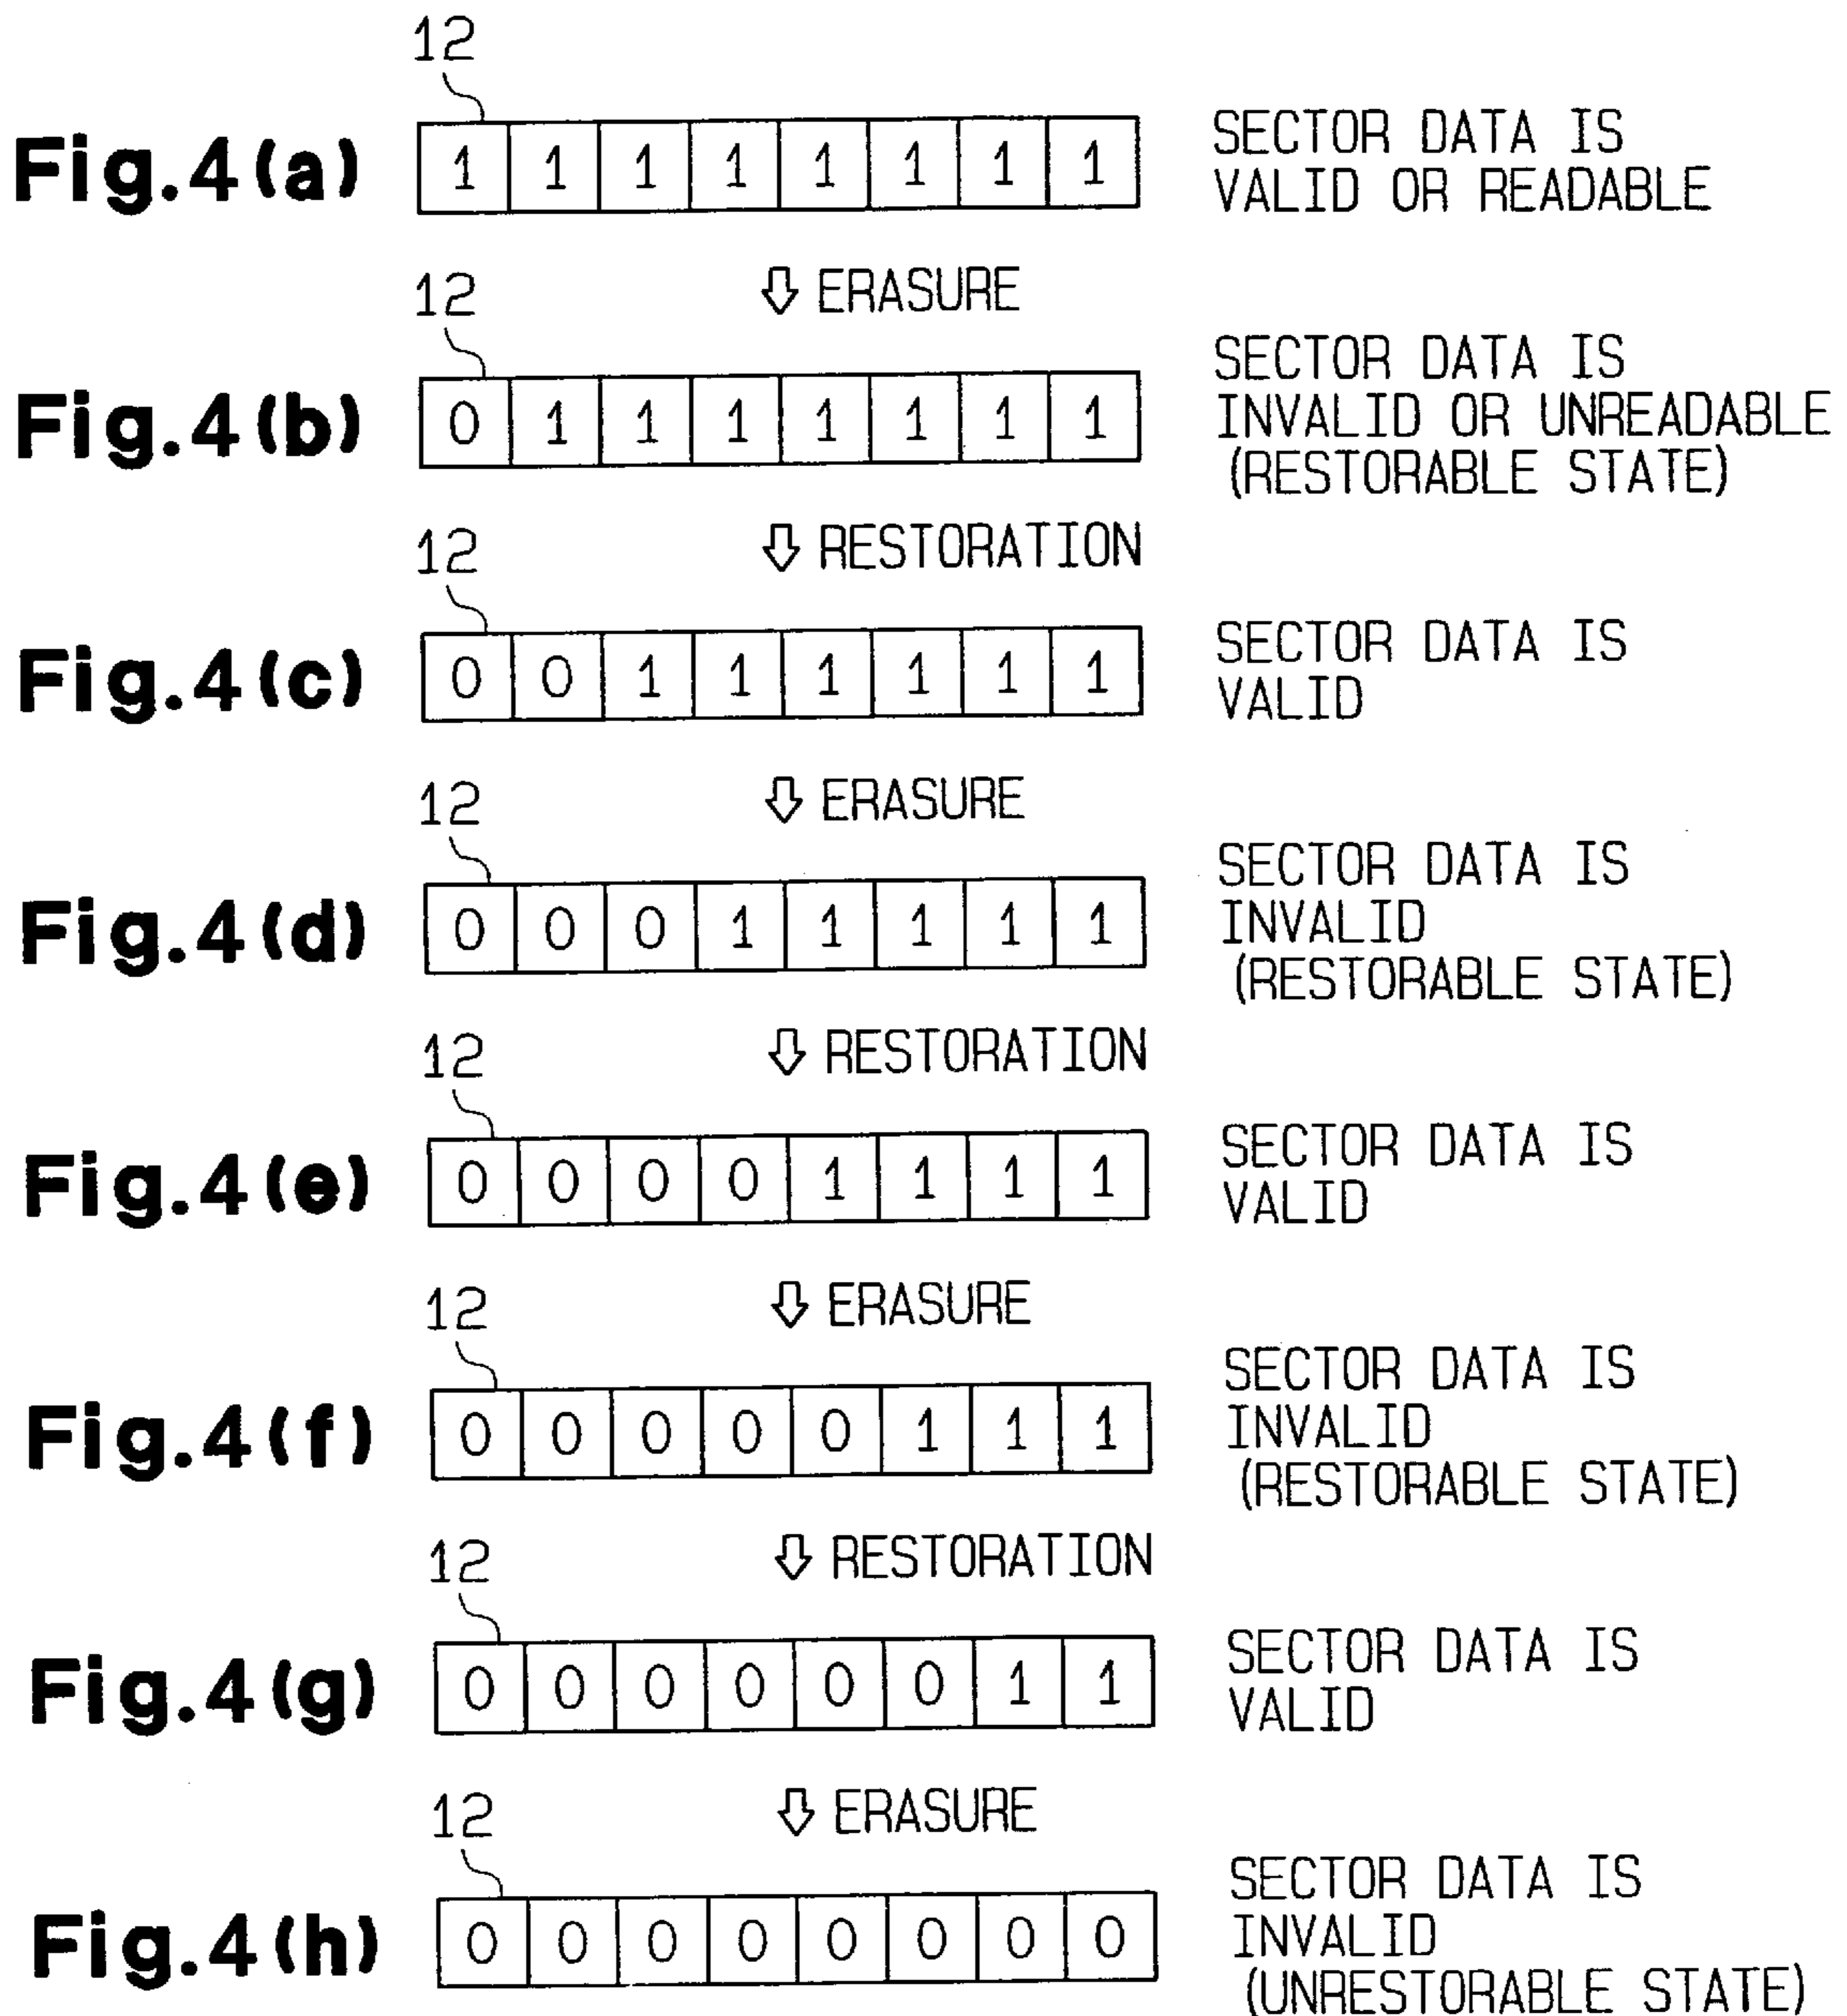 12
Fig.4(a) 1 1 1 1 1 1 1 1 SECTOR DATA IS
VALID OR READABLE
12 ERASURE
Fig.4(b) 0 1 1 1 1 1 1 1 SECTOR DATA IS
INVALID OR UNREADABLE
(RESTORABLE STATE)
12 RESTORATION
Fig.4(c) 0 0 1 1 1 1 1 1 SECTOR DATA IS
VALID
12 ERASURE
Fig.4(d) 0 0 0 1 1 1 1 1 SECTOR DATA IS
INVALID
(RESTORABLE STATE)
12 RESTORATION
Fig.4(e) 0 0 0 0 1 1 1 1 SECTOR DATA IS
VALID
12 ERASURE
Fig.4(f) 0 0 0 0 0 1 1 1 SECTOR DATA IS
INVALID
(RESTORABLE STATE)
12 RESTORATION
Fig.4(g) 0 0 0 0 0 0 1 1 SECTOR DATA IS
VALID
12 ERASURE
Fig.4(h) 0 0 0 0 0 0 0 0 SECTOR DATA IS
INVALID
(UNRESTORABLE STATE)